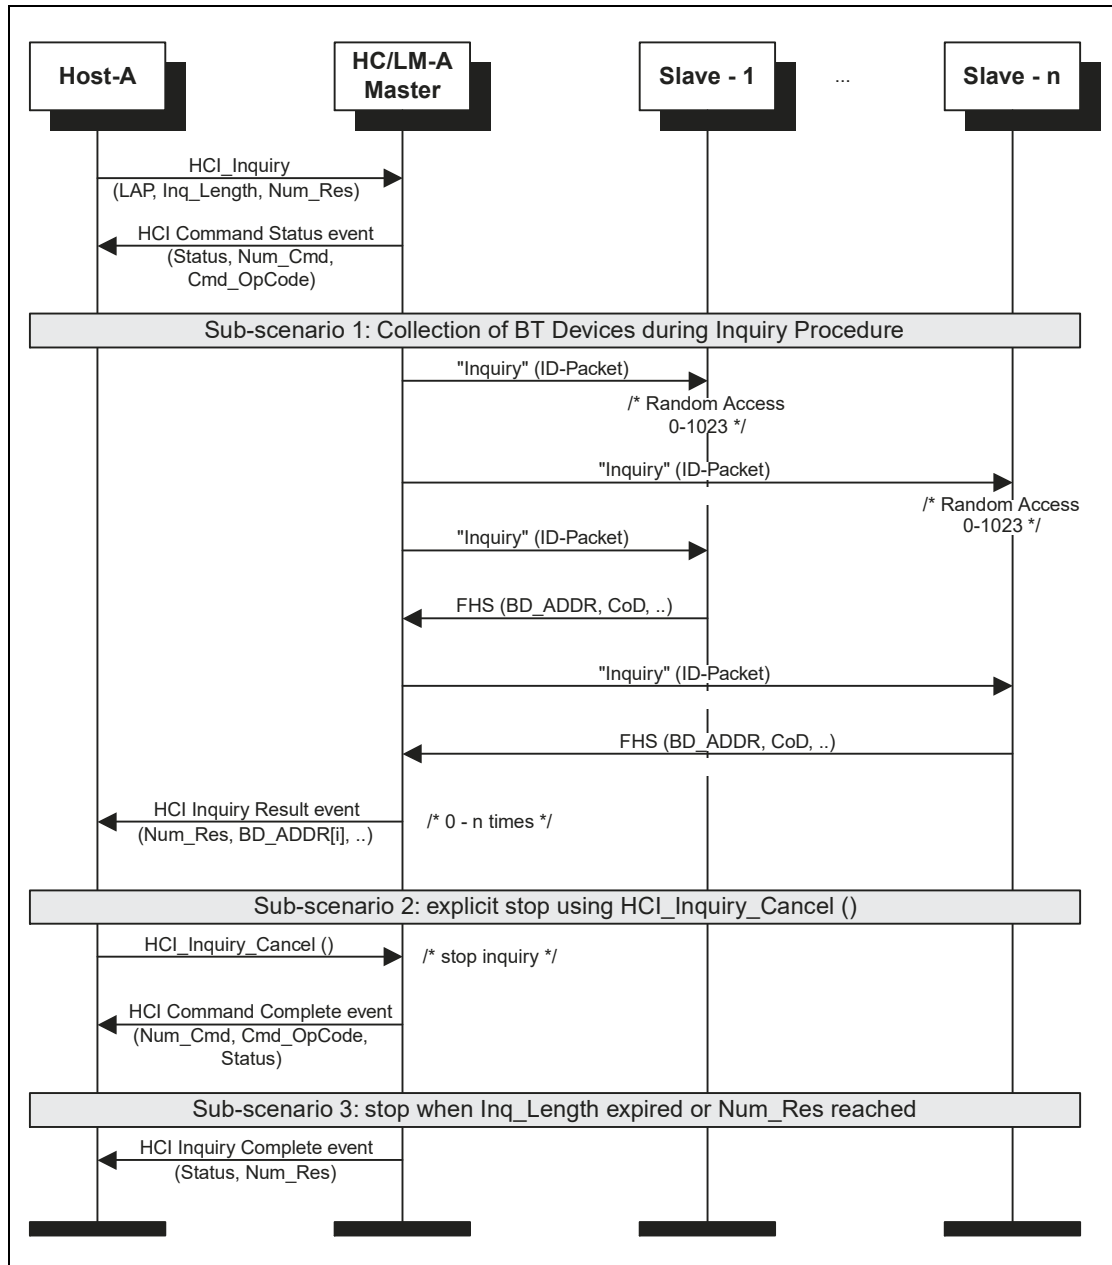 Host-A
HC/LM-A
Master
Slave - 1
...
Slave - n
HCI_Inquiry
(LAP, Inq_Length, Num_Res)
HCI Command Status event
(Status, Num_Cmd,
Cmd_OpCode)
Sub-scenario 1: Collection of BT Devices during Inquiry Procedure
"Inquiry" (ID-Packet)
/* Random Access
0-1023 */
"Inquiry" (ID-Packet)
/* Random Access
0-1023 */
"Inquiry" (ID-Packet)
FHS (BD_ADDR, CoD, ..)
"Inquiry" (ID-Packet)
FHS (BD_ADDR, CoD, ..)
HCI Inquiry Result event
(Num_Res, BD_ADDR[i], ..)
/* 0 - n times */
Sub-scenario 2: explicit stop using HCI_Inquiry_Cancel ()
HCI_Inquiry_Cancel ()
/* stop inquiry */
HCI Command Complete event
(Num_Cmd, Cmd_OpCode,
Status)
Sub-scenario 3: stop when Inq_Length expired or Num_Res reached
HCI Inquiry Complete event
(Status, Num_Res)